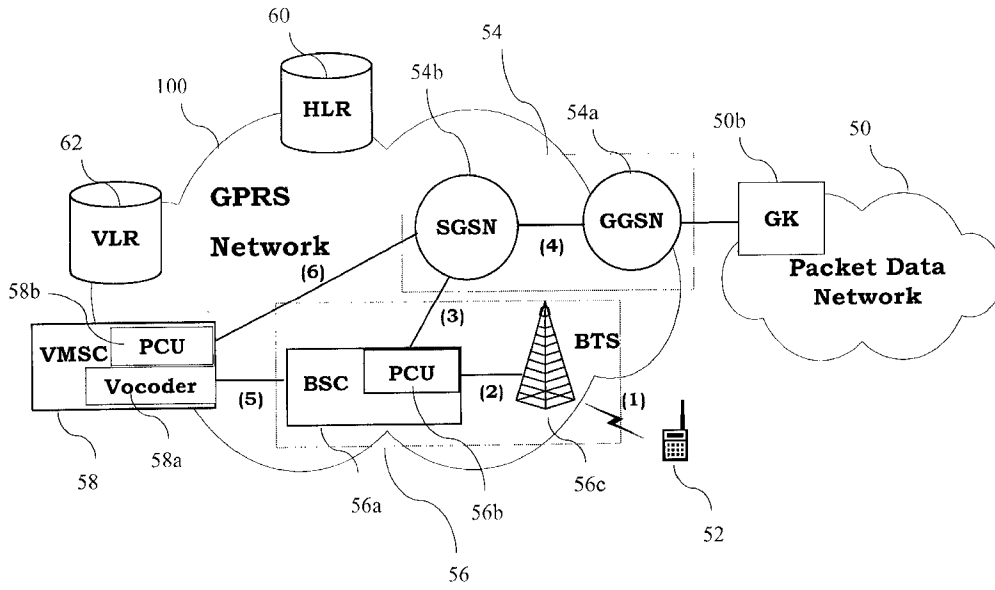 60
54
54b
100
HLR
54a
50b
50
62
GPRS
SGSN
GGSN
GK
VLR
Network
(4)
(6)
Packet Data
Network
58b
(3)
VMSC
PCU
BTS
Vocoder
BSC
PCU
(5)
(2)
(1)
58a
58
56a
56b
56c
52
56